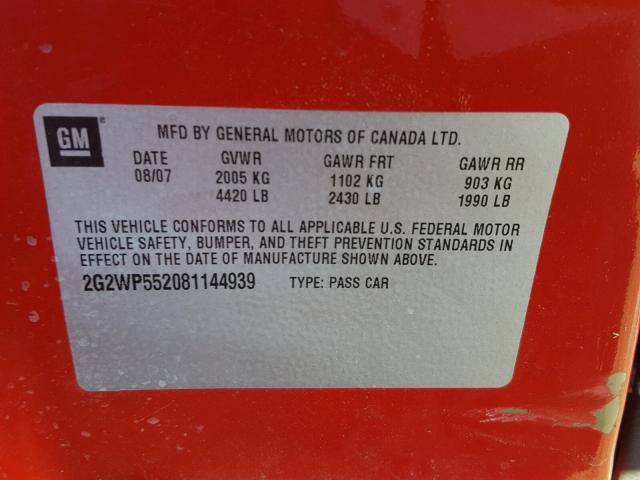 GM
MFD BY GENERAL MOTORS OF CANADA LTD.
DATE GVWR GAWR FRT GAWR RR
08/07 2005 KG 1102 KG 903 KG
4420 LB 2430 LB 1990 LB
THIS VEHICLE CONFORMS TO ALL APPLICABLE U.S. FEDERAL MOTOR
VEHICLE SAFETY, BUMPER, AND THEFT PREVENTION STANDARDS IN
EFFECT ON THE DATE OF MANUFACTURE SHOWN ABOVE.
2G2WP552081144939 TYPE: PASS CAR